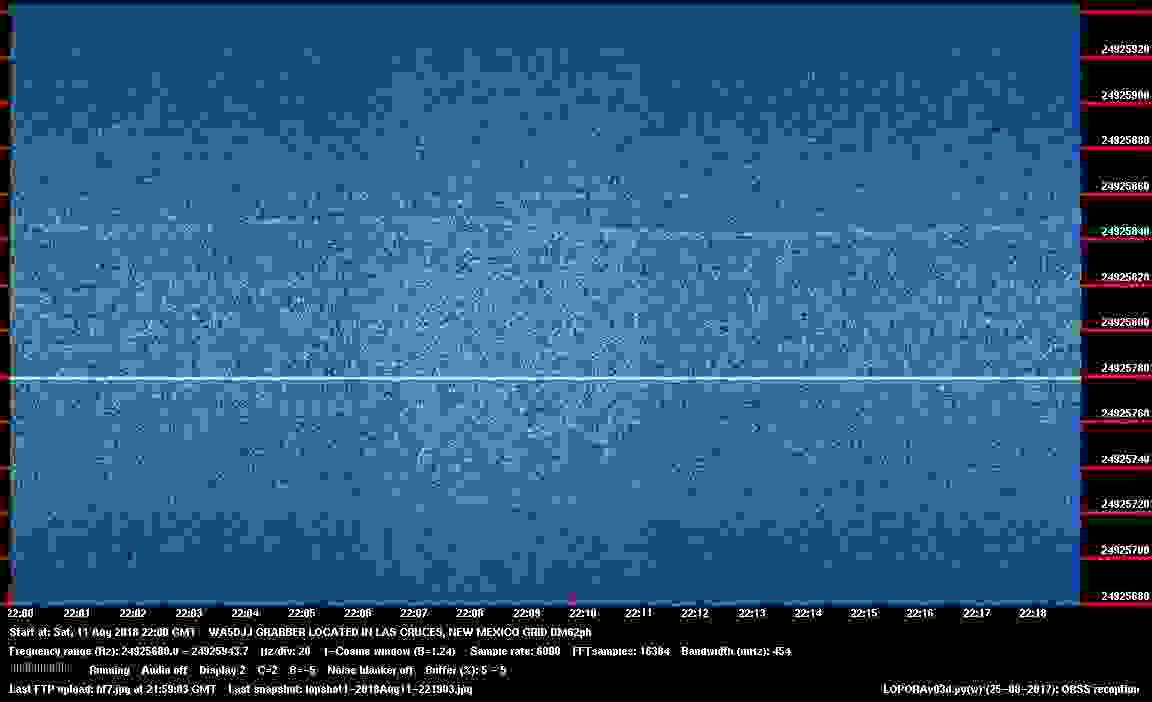 24925920
24925900
24925880
24925860
24925840
24925820
24925800
24925780
24925760
24925740
24925720
24925700
24925680
22:00 22:01 22:02 22:03 22:04 22:05 22:06 22:07 22:08 22:09 22:10 22:11 22:12 22:13 22:14 22:15 22:16 22:17 22:18
Start at: Sat, 11 Aug 2018 22:00 GMT WA5DJJ GRABBER LOCATED IN LAS CRUCES, NEW MEXICO GRID DM62ph
Frequency range (Hz): 24925680.0 - 24925943.7 Hz/div: 20 1-Cosine window (B=1.24) Sample rate: 6000 FFTsamples: 16384 Bandwidth (mHz): 454
Running Audio off Display 2 C=2 B=-5 Noise blanker off Buffer (%): 5 - 5
Last FTP upload: hf7.jpg at 21:59:03 GMT Last snapshot: lopshot1-2018Aug11-221903.jpg
LOPORAv03d.py(w) (25-08-2017): QRSS reception